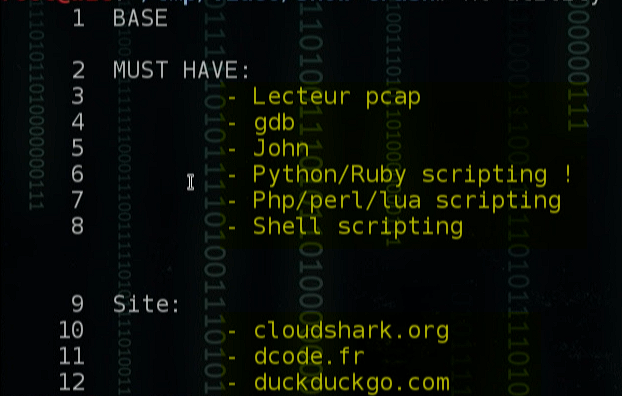 1 BASE
2 MUST HAVE:
3 - Lecteur pcap
4 - gdb
5 - John
6 - Python/Ruby scripting !
7 - Php/perl/lua scripting
8 - Shell scripting
9 Site:
10 - cloudshark.org
11 - dcode.fr
12 - duckduckgo.com